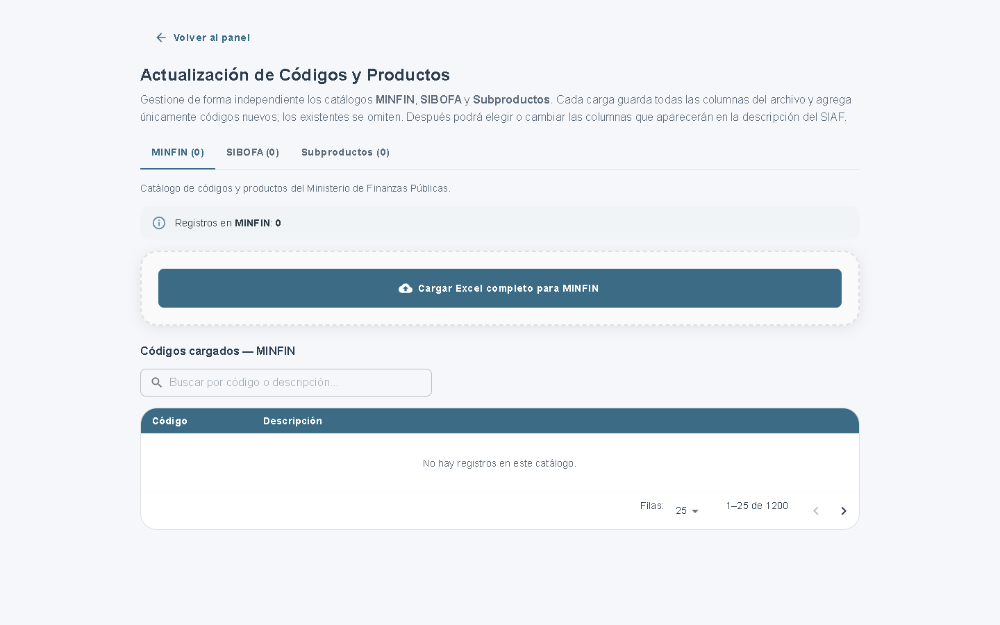 Volver al panel
Actualización de Códigos y Productos
Gestione de forma independiente los catálogos MINFIN, SIBOFA y Subproductos. Cada carga guarda todas las columnas del archivo y agrega
únicamente códigos nuevos; los existentes se omiten. Después podrá elegir o cambiar las columnas que aparecerán en la descripción del SIAF.
MINFIN (0) SIBOFA (0) Subproductos (0)
Catálogo de códigos y productos del Ministerio de Finanzas Públicas.
Registros en MINFIN: 0
Cargar Excel completo para MINFIN
Códigos cargados — MINFIN
Buscar por código o descripción...
Código Descripción
No hay registros en este catálogo.
Filas: 25 1–25 de 1200